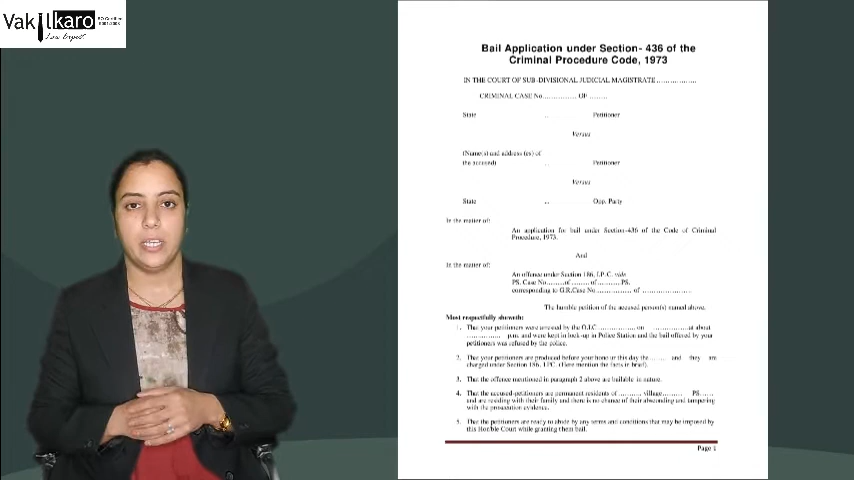 Vakilkaro
Law Expert
Bail Application under Section- 436 of the
Criminal Procedure Code, 1973
IN THE COURT OF SUB-DIVISIONAL JUDICIAL MAGISTRATE ................
CRIMINAL CASE No.............. OF ........
State .. Petitioner
Versus
(Name(s) and address (es) of
the accused) .. Petitioner
Versus
State .. Opp. Party
In the matter of:
An application for bail under Section-436 of the Code of Criminal
Procedure, 1973.
And
In the matter of:
An offence under Section 186, I.P.C. vide
PS. Case No........of ........ of ..........PS.
corresponding to G.R.Case No............... of ....................
The humble petition of the accused person(s) named above.
Most respectfully showeth:
1. That your petitioners were arrested by the O.I.C ............... on ...............at about
.............. p.m. and were kept in lock-up in Police Station and the bail offered by your
petitioners was refused by the police.
2. That your petitioners are produced before your honor on this day the ...... and they are
charged under Section 186, I.PC. (Here mention the facts in brief).
3. That the offence mentioned in paragraph 2 above are bailable in nature.
4. That the accused-petitioners are permanent residents of .......... village.......... PS......
and are residing with their family and there is no chance of their absconding and tampering
with the prosecution evidence.
5. That the petitioners are ready to abide by any terms and conditions that may be imposed by
this Hon'ble Court while granting them bail.
Page 1